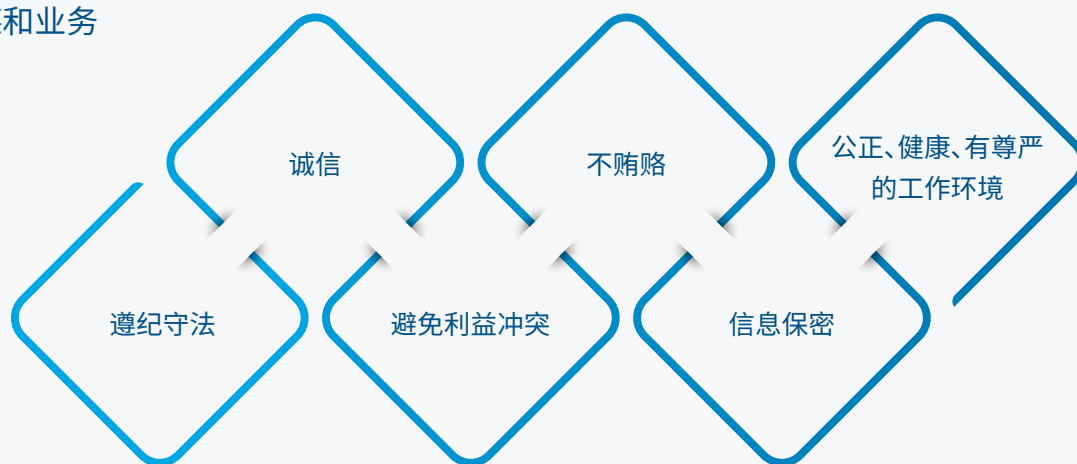 和业务
诚信
不贿赂
公正、健康、有尊严
的工作环境
遵纪守法
避免利益冲突
信息保密